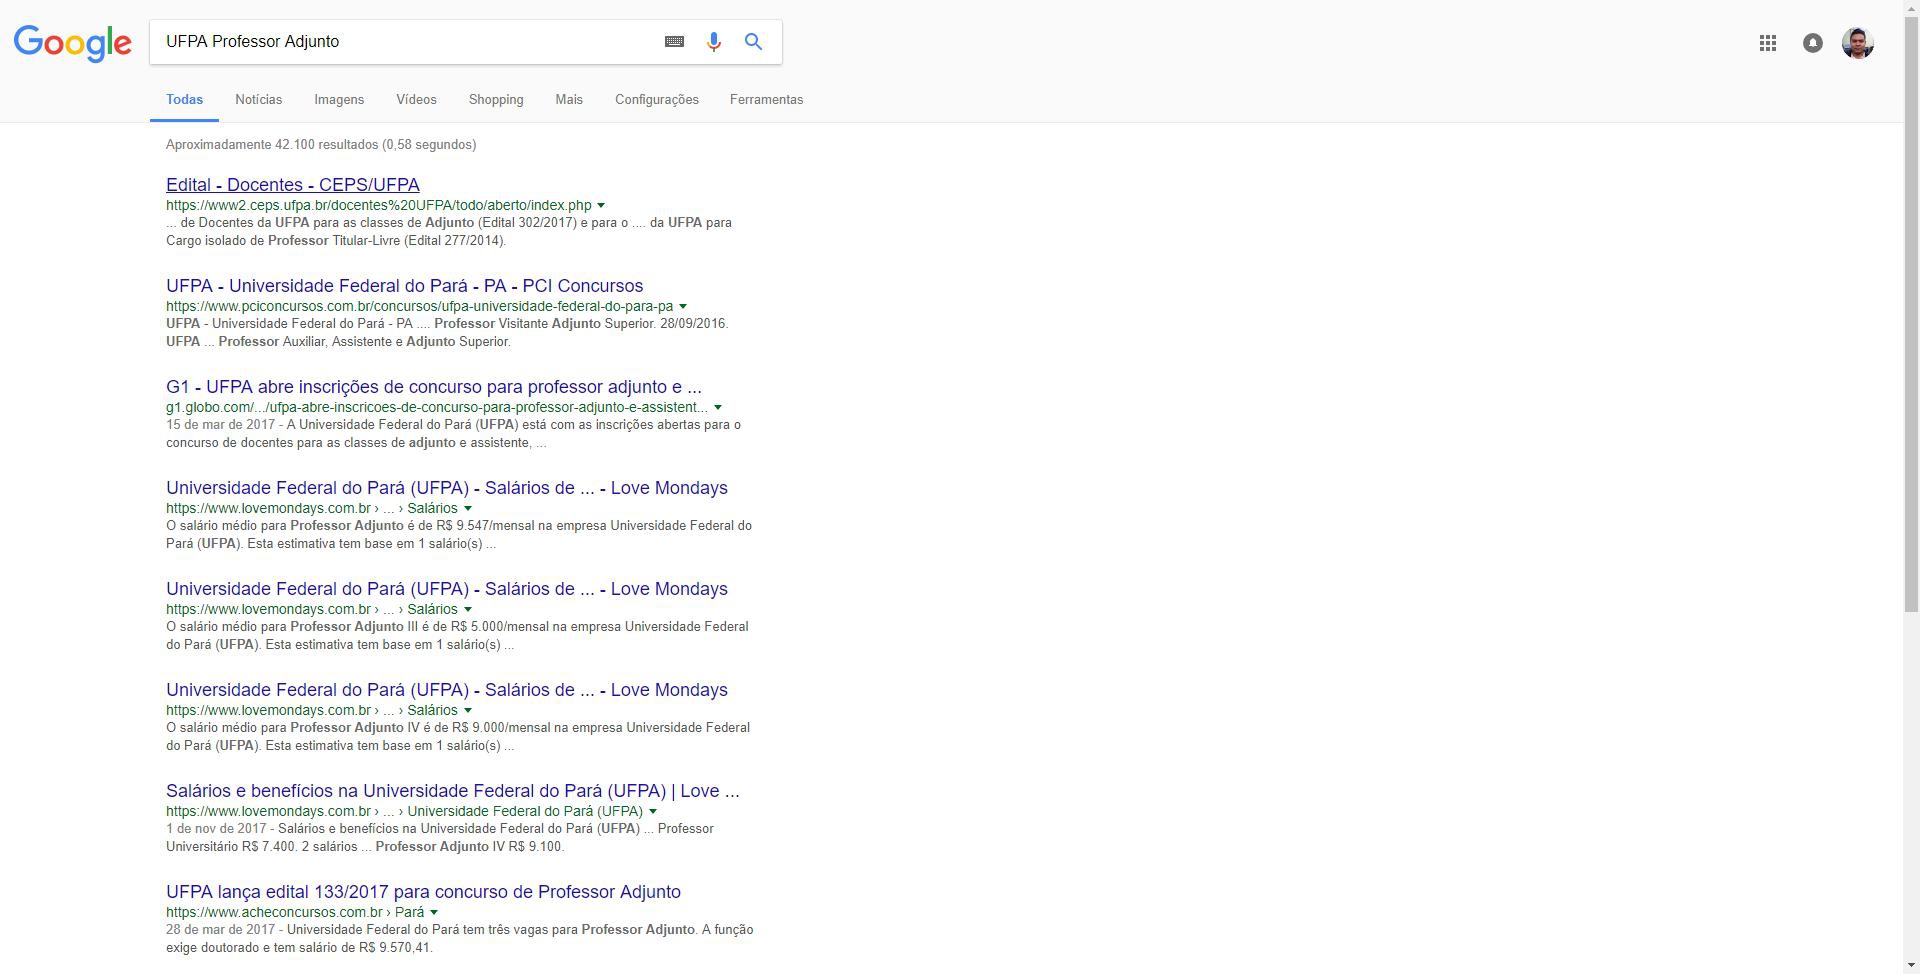 Google
UFPA Professor Adjunto
Todas Notícias Imagens Vídeos Shopping Mais Configurações Ferramentas
Aproximadamente 42.100 resultados (0,58 segundos)
Edital - Docentes - CEPS/UFPA
https://www2.ceps.ufpa.br/docentes%20UFPA/todo/aberto/index.php
... de Docentes da UFPA para as classes de Adjunto (Edital 302/2017) e para o .... da UFPA para
Cargo isolado de Professor Titular-Livre (Edital 277/2014).
UFPA - Universidade Federal do Pará - PA - PCI Concursos
https://www.pciconcursos.com.br/concursos/ufpa-universidade-federal-do-para-pa
UFPA - Universidade Federal do Pará - PA .... Professor Visitante Adjunto Superior. 28/09/2016.
UFPA ... Professor Auxiliar, Assistente e Adjunto Superior.
G1 - UFPA abre inscrições de concurso para professor adjunto e ...
g1.globo.com/.../ufpa-abre-inscricoes-de-concurso-para-professor-adjunto-e-assistent...
15 de mar de 2017 - A Universidade Federal do Pará (UFPA) está com as inscrições abertas para o
concurso de docentes para as classes de adjunto e assistente, ...
Universidade Federal do Pará (UFPA) - Salários de ... - Love Mondays
https://www.lovemondays.com.br › ... › Salários
O salário médio para Professor Adjunto é de R$ 9.547/mensal na empresa Universidade Federal do
Pará (UFPA). Esta estimativa tem base em 1 salário(s) ...
Universidade Federal do Pará (UFPA) - Salários de ... - Love Mondays
https://www.lovemondays.com.br › ... › Salários
O salário médio para Professor Adjunto III é de R$ 5.000/mensal na empresa Universidade Federal
do Pará (UFPA). Esta estimativa tem base em 1 salário(s) ...
Universidade Federal do Pará (UFPA) - Salários de ... - Love Mondays
https://www.lovemondays.com.br › ... › Salários
O salário médio para Professor Adjunto IV é de R$ 9.000/mensal na empresa Universidade Federal
do Pará (UFPA). Esta estimativa tem base em 1 salário(s) ...
Salários e benefícios na Universidade Federal do Pará (UFPA) | Love ...
https://www.lovemondays.com.br › ... › Universidade Federal do Pará (UFPA)
1 de nov de 2017 - Salários e benefícios na Universidade Federal do Pará (UFPA) ... Professor
Universitário R$ 7.400. 2 salários ... Professor Adjunto IV R$ 9.100.
UFPA lança edital 133/2017 para concurso de Professor Adjunto
https://www.acheconcursos.com.br › Pará
28 de mar de 2017 - Universidade Federal do Pará tem três vagas para Professor Adjunto. A função
exige doutorado e tem salário de R$ 9.570,41.